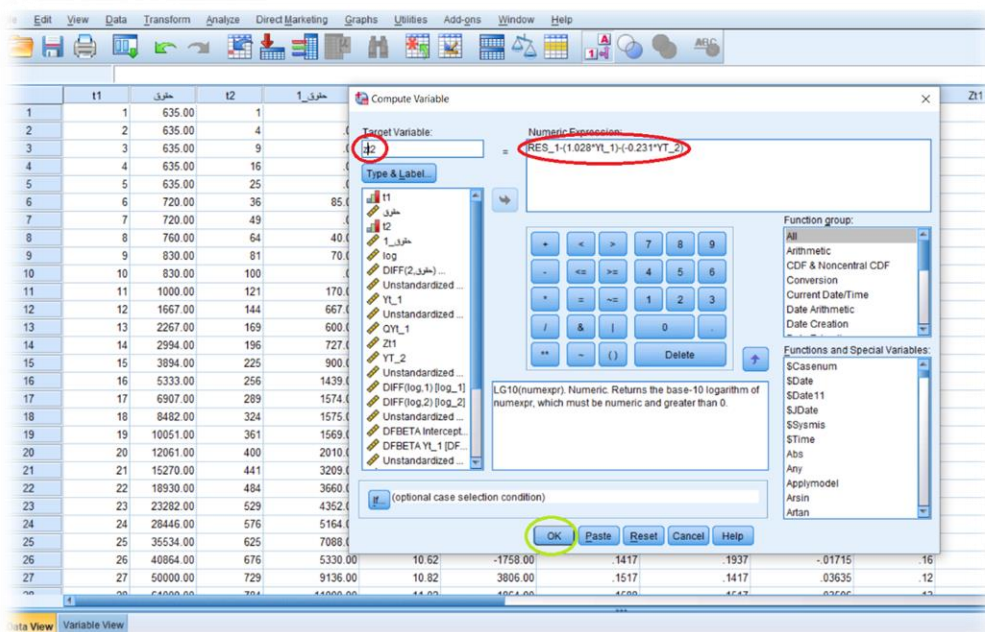 Edit View Data Transform Analyze Direct Marketing Graphs Utilities Add-ons Window Help
t1 حقوق t2 حقوق_1 Zt1
1 1 635.00 1
2 2 635.00 4
3 3 635.00 9
4 4 635.00 16
5 5 635.00 25
6 6 720.00 36 85.0
7 7 720.00 49
8 8 760.00 64 40.0
9 9 830.00 81 70.0
10 10 830.00 100
11 11 1000.00 121 170.0
12 12 1667.00 144 667.0
13 13 2267.00 169 600.0
14 14 2994.00 196 727.0
15 15 3894.00 225 900.0
16 16 5333.00 256 1439.0
17 17 6907.00 289 1574.0
18 18 8482.00 324 1575.0
19 19 10051.00 361 1569.0
20 20 12061.00 400 2010.0
21 21 15270.00 441 3209.0
22 22 18930.00 484 3660.0
23 23 23282.00 529 4352.0
24 24 28446.00 576 5164.0
25 25 35534.00 625 7088.0
26 26 40864.00 676 5330.00 10.62 -1758.00 .1417 .1937 -.01715 .16
27 27 50000.00 729 9136.00 10.82 3806.00 .1517 .1417 .03635 .12
Compute Variable
Target Variable:
= Numeric Expression:
RES_1-(1.028*Yt_1)-(-0.231*YT_2)
Type & Label...
t1
حقوق
t2
حقوق_1
log
DIFF(حقوق,2) ...
Unstandardized ...
Yt_1
Unstandardized ...
QYt_1
Zt1
YT_2
Unstandardized ...
DIFF(log,1) [log_1]
DIFF(log,2) [log_2]
Unstandardized ...
DFBETA Intercept...
DFBETA Yt_1 [DF...
Unstandardized ...
+ < > 7 8 9
- <= >= 4 5 6
* = ~= 1 2 3
/ & | 0 .
** ~ ( ) Delete
LG10(numexpr). Numeric. Returns the base-10 logarithm of
numexpr, which must be numeric and greater than 0.
Function group:
All
Arithmetic
CDF & Noncentral CDF
Conversion
Current Date/Time
Date Arithmetic
Date Creation
Functions and Special Variables:
$Casenum
$Date
$Date11
$JDate
$Sysmis
$Time
Abs
Any
Applymodel
Arsin
Artan
If... (optional case selection condition)
OK Paste Reset Cancel Help
Data View Variable View